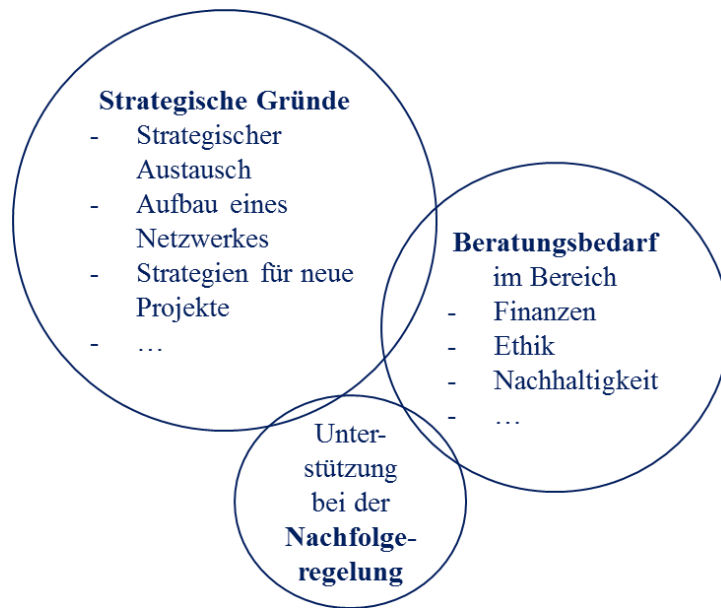 Strategische Gründe
- Strategischer
Austausch
- Aufbau eines
Netzwerkes
- Strategien für neue
Projekte
- …
Beratungsbedarf
im Bereich
- Finanzen
- Ethik
- Nachhaltigkeit
- …
Unter-
stützung
bei der
Nachfolge-
regelung